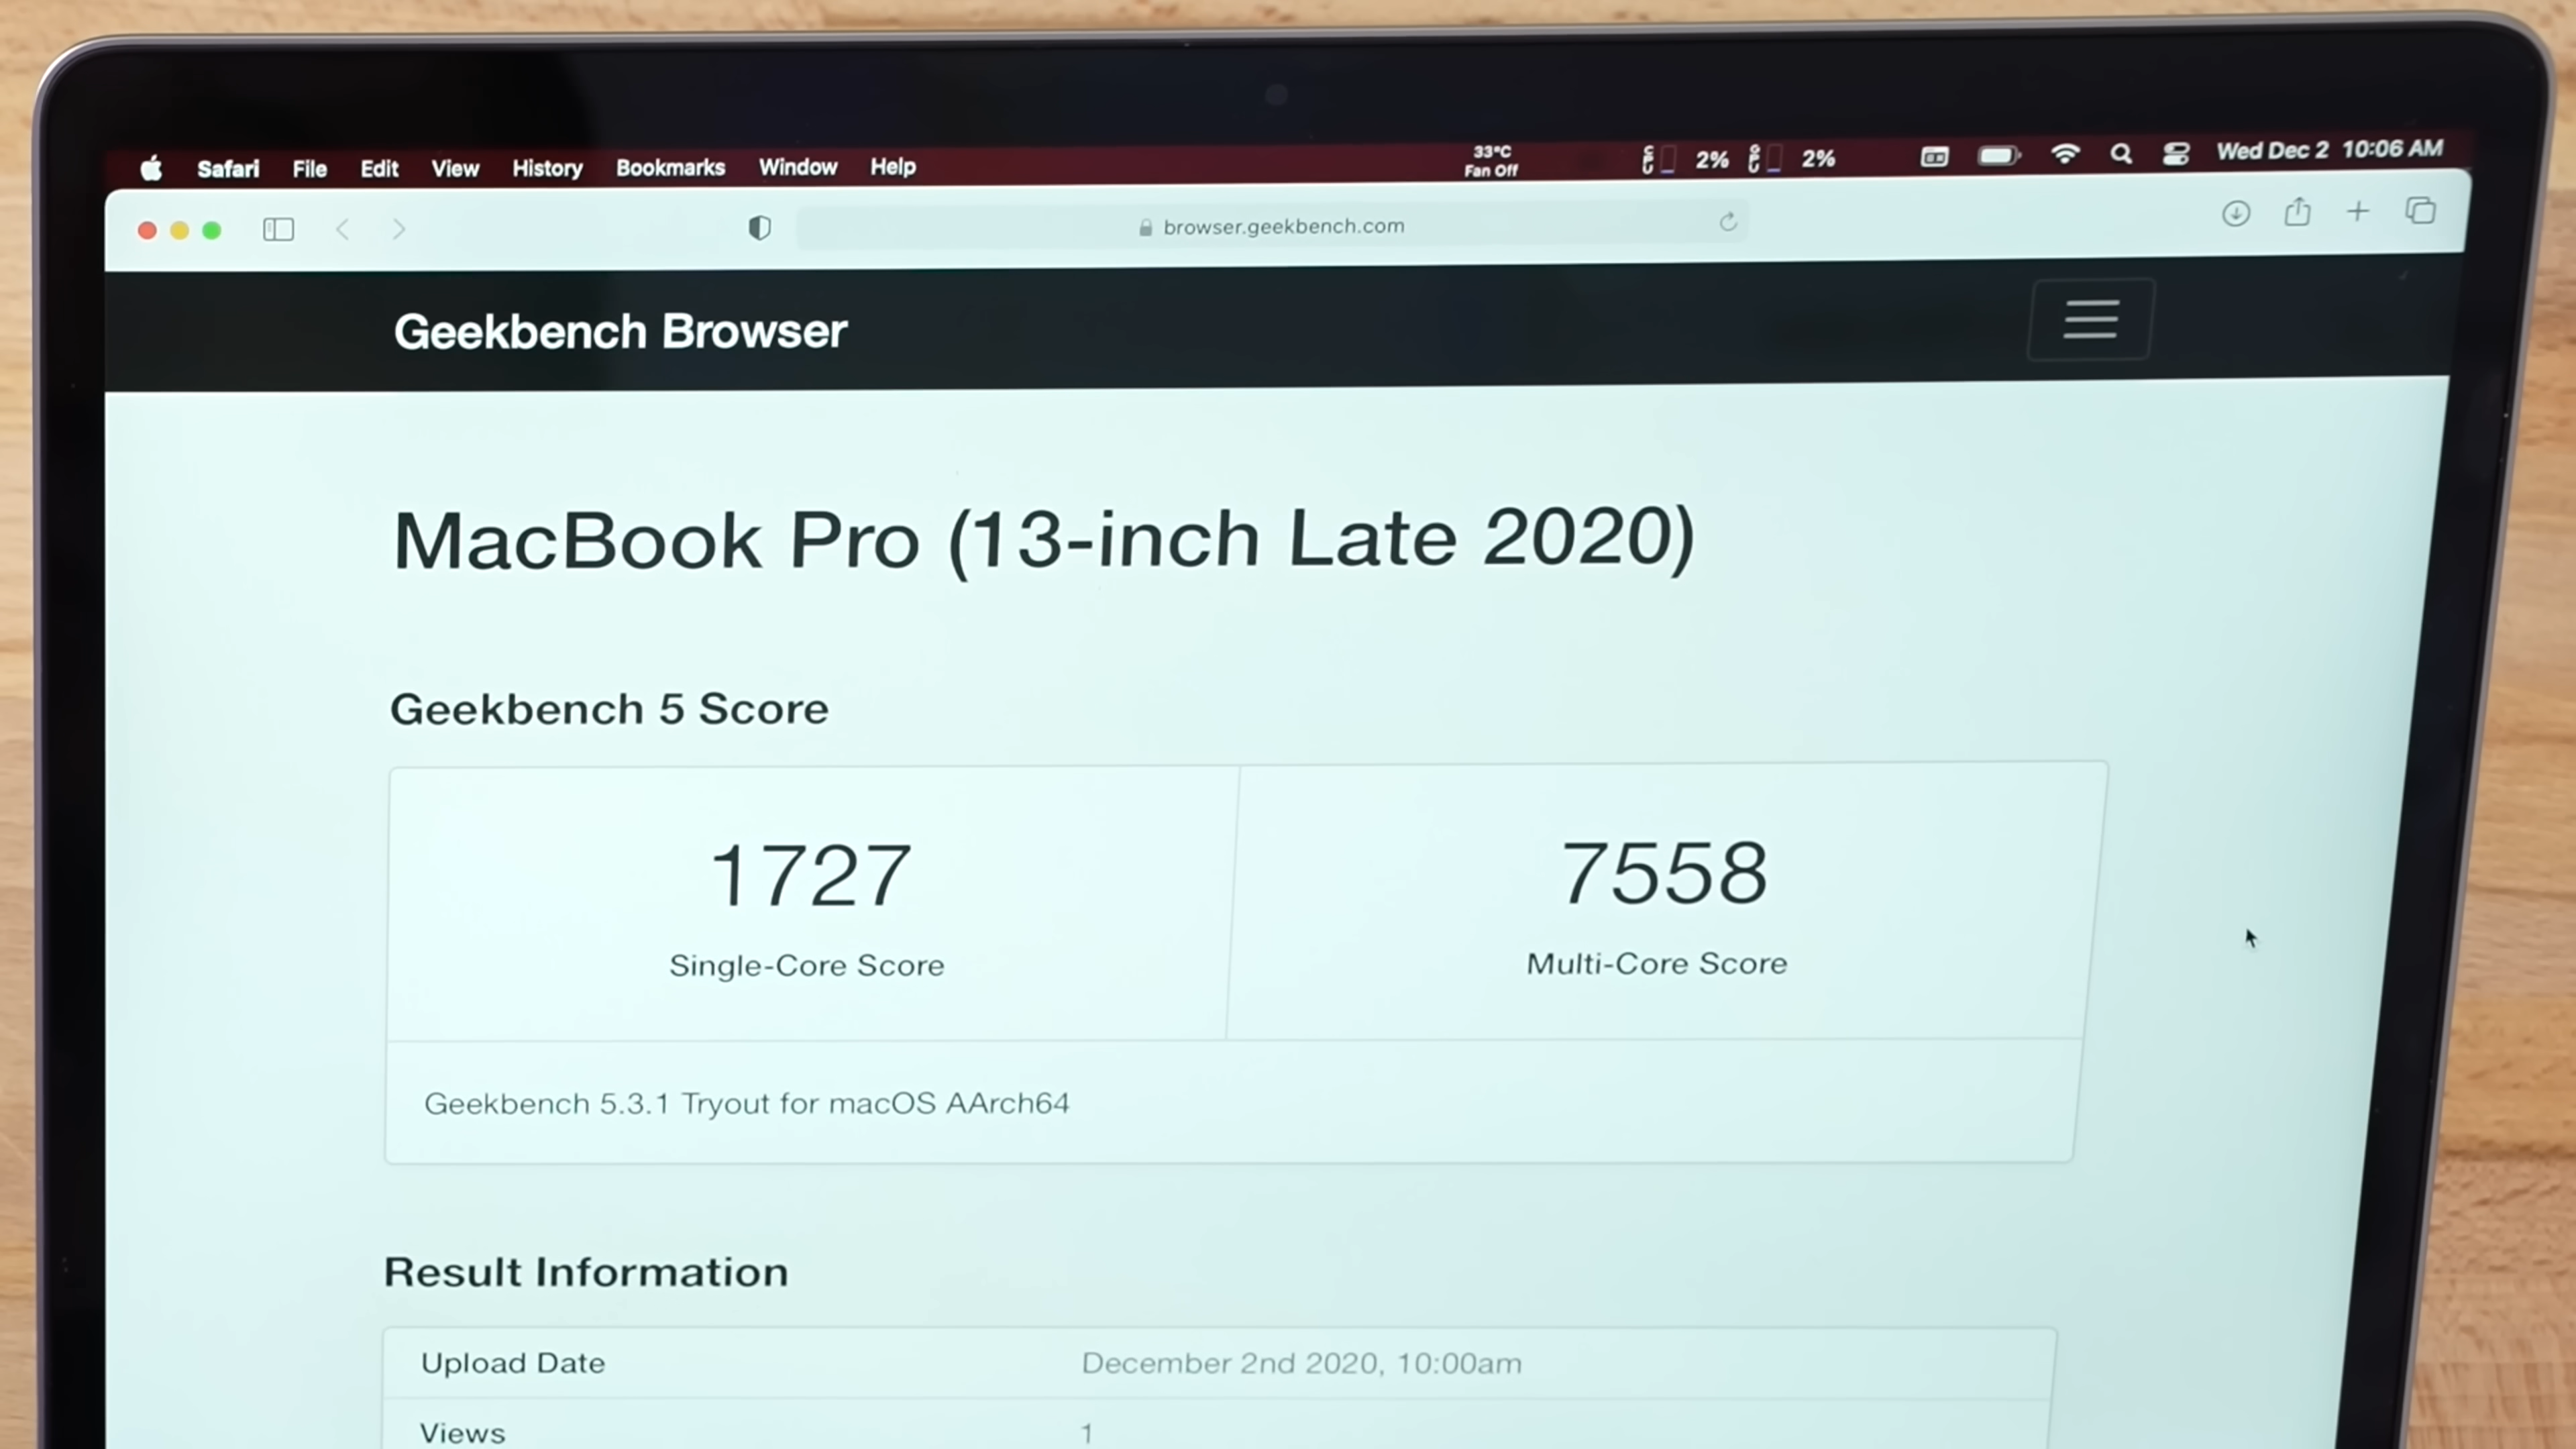 Safari File Edit View History Bookmarks Window Help 33°C Fan Off CPU 2% GPU 2% Wed Dec 2 10:06 AM
browser.geekbench.com
Geekbench Browser
MacBook Pro (13-inch Late 2020)
Geekbench 5 Score
1727 7558
Single-Core Score Multi-Core Score
Geekbench 5.3.1 Tryout for macOS AArch64
Result Information
Upload Date December 2nd 2020, 10:00am
Views 1